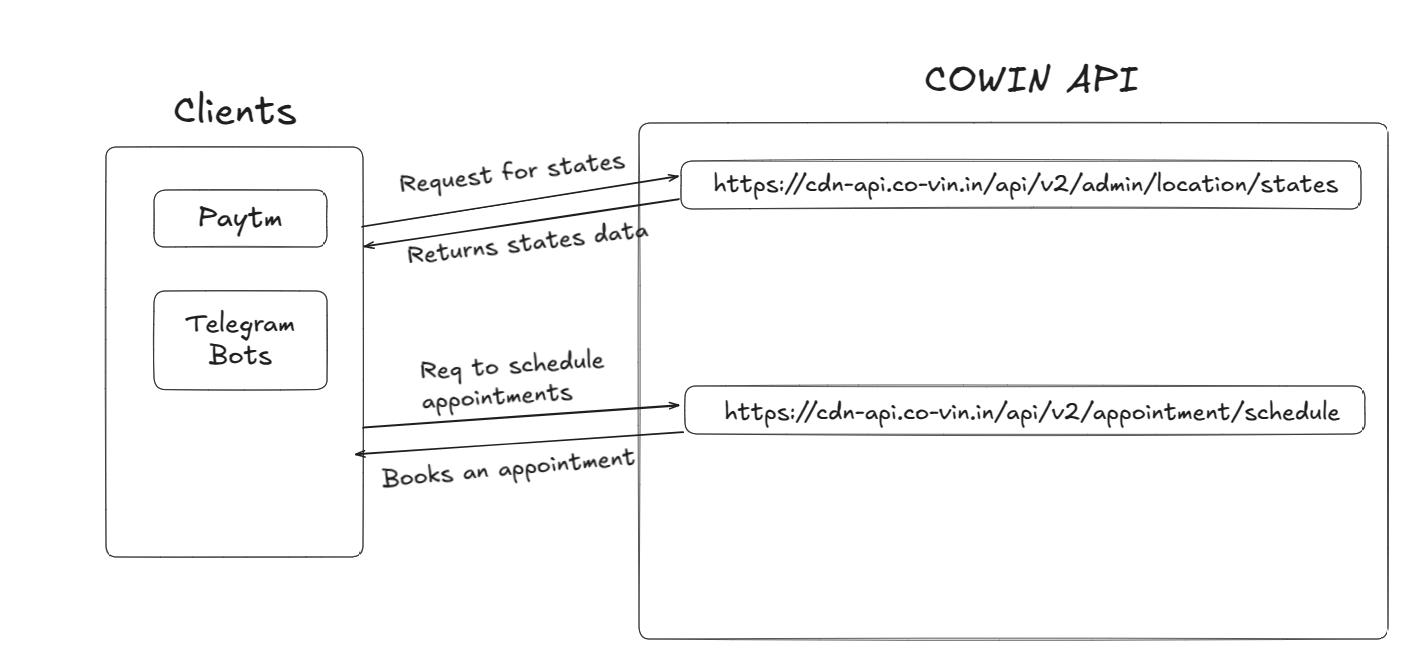 COWIN API
Clients
Request for states
https://cdn-api.co-vin.in/api/v2/admin/location/states
Paytm
Returns states data
Telegram
Bots
Req to schedule
appointments
https://cdn-api.co-vin.in/api/v2/appointment/schedule
Books an appointment